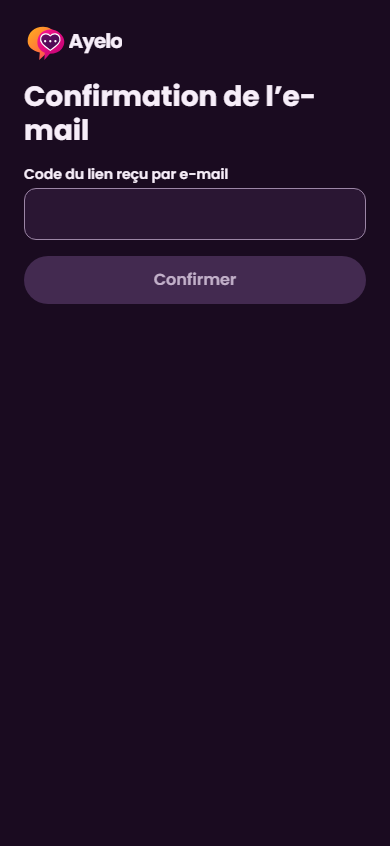 Ayelo
Confirmation de l’e-
mail
Code du lien reçu par e-mail
Confirmer